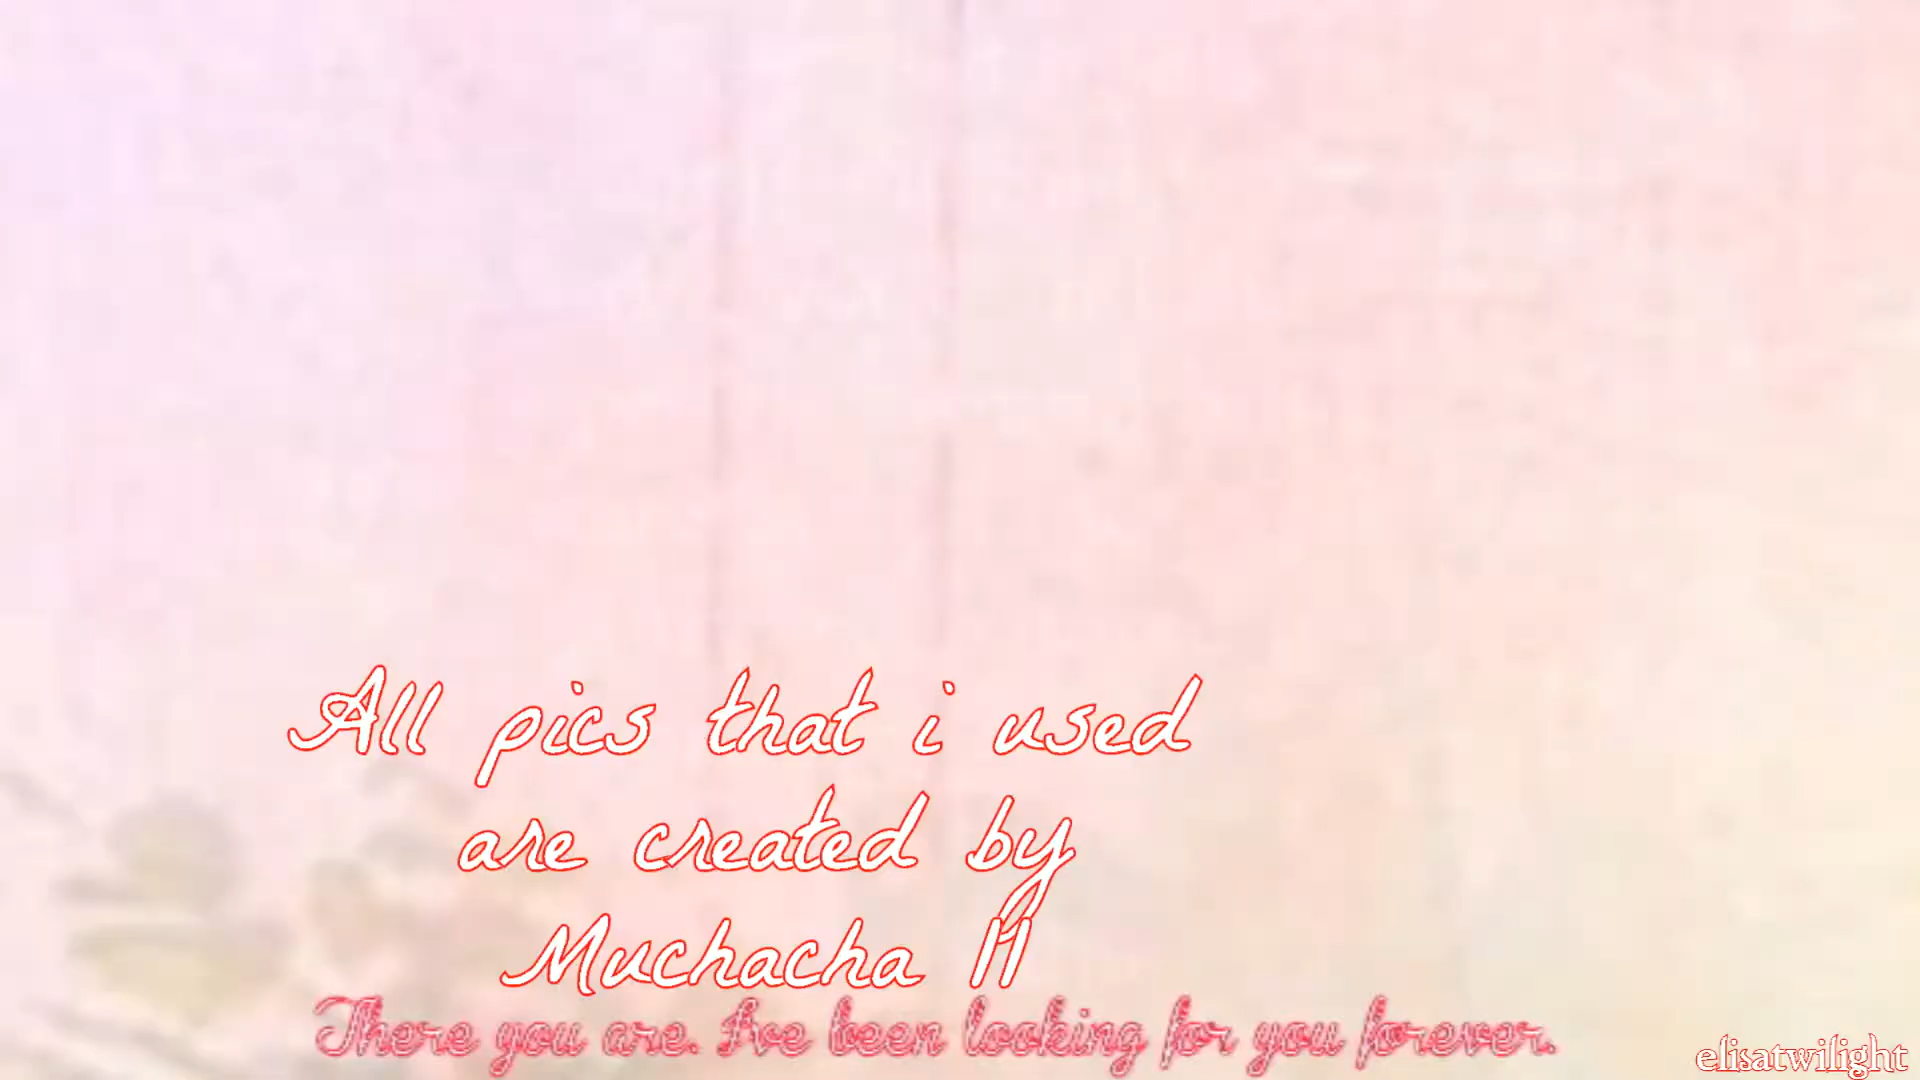 All pics that i used
are created by
Muchacha 11
There you are. I've been looking for you forever.
elisatwilight